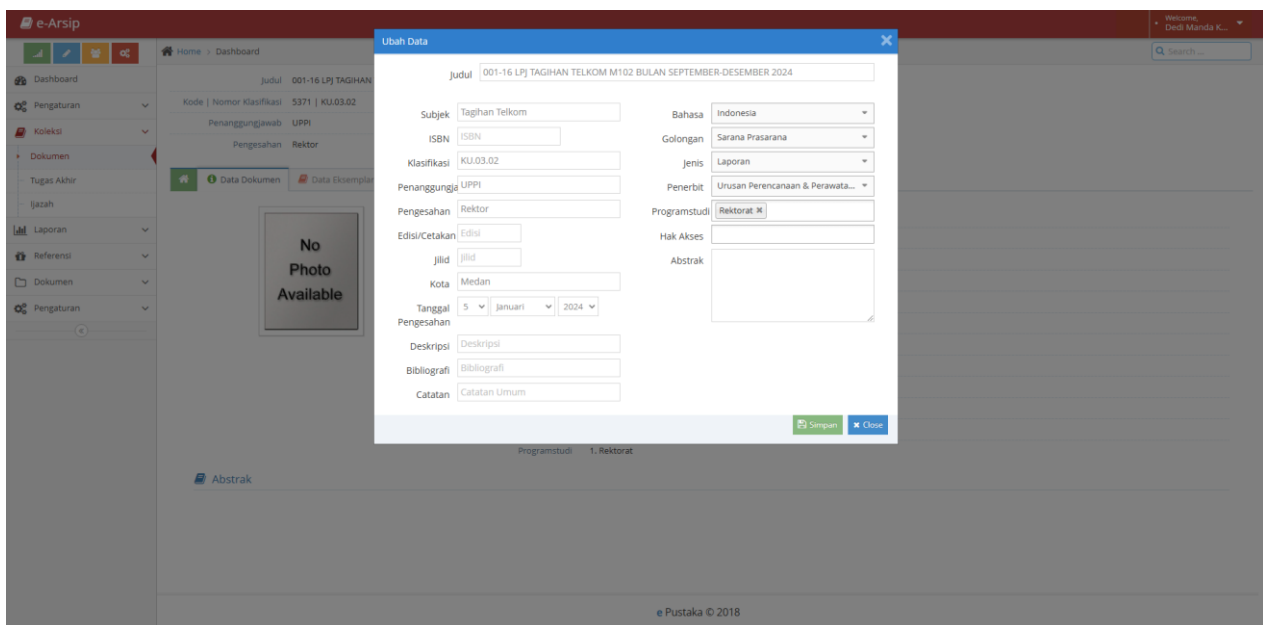 e-Arsip
Welcome,
Dedi Manda K...
Home > Dashboard
Search ...
Dashboard
Pengaturan
Koleksi
Dokumen
Tugas Akhir
Ijazah
Laporan
Referensi
Dokumen
Pengaturan
Judul 001-16 LPJ TAGIHAN
Kode | Nomor Klasifikasi 5371 | KU.03.02
Penanggungjawab UPPI
Pengesahan Rektor
Data Dokumen
Data Eksemplar
No
Photo
Available
Ubah Data
Judul 001-16 LPJ TAGIHAN TELKOM M102 BULAN SEPTEMBER-DESEMBER 2024
Subjek Tagihan Telkom
ISBN ISBN
Klasifikasi KU.03.02
Penanggungja UPPI
Pengesahan Rektor
Edisi/Cetakan Edisi
Jilid Jilid
Kota Medan
Tanggal Pengesahan 5 Januari 2024
Deskripsi Deskripsi
Bibliografi Bibliografi
Catatan Catatan Umum
Bahasa Indonesia
Golongan Sarana Prasarana
Jenis Laporan
Penerbit Urusan Perencanaan & Perawata...
Programstudi Rektorat
Hak Akses
Abstrak
Simpan
Close
Programstudi 1. Rektorat
Abstrak
e Pustaka © 2018